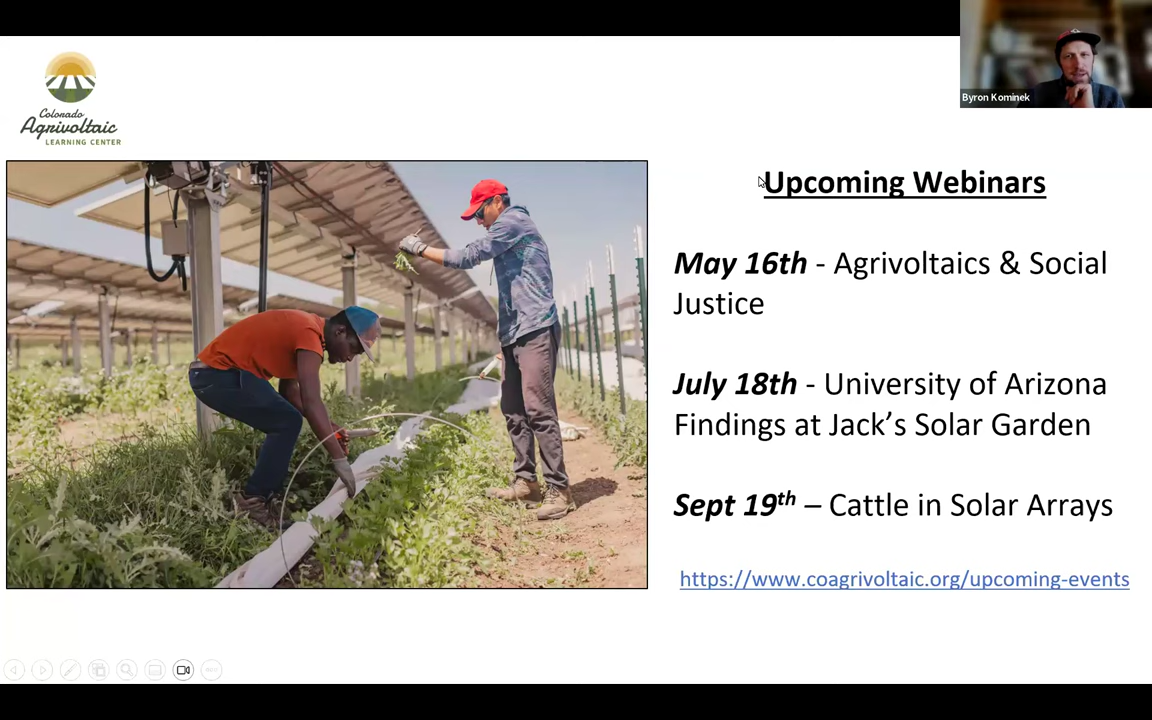 Byron Kominek
Colorado
Agrivoltaic
LEARNING CENTER
Upcoming Webinars
May 16th - Agrivoltaics & Social
Justice
July 18th - University of Arizona
Findings at Jack’s Solar Garden
Sept 19th – Cattle in Solar Arrays
https://www.coagrivoltaic.org/upcoming-events